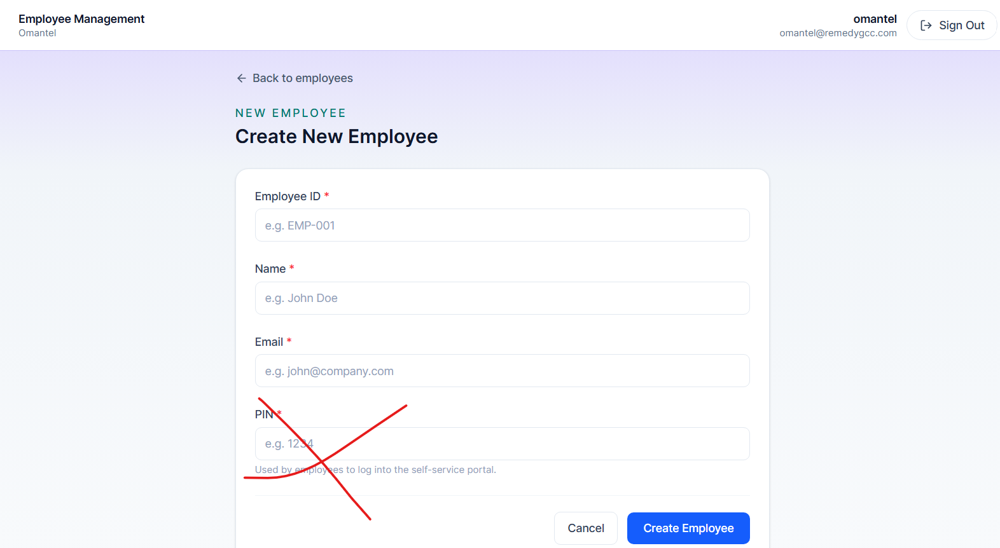 Employee Management
Omantel
omantel
omantel@remedygcc.com
Sign Out
Back to employees
NEW EMPLOYEE
Create New Employee
Employee ID *
e.g. EMP-001
Name *
e.g. John Doe
Email *
e.g. john@company.com
PIN *
e.g. 1234
Used by employees to log into the self-service portal.
Cancel
Create Employee